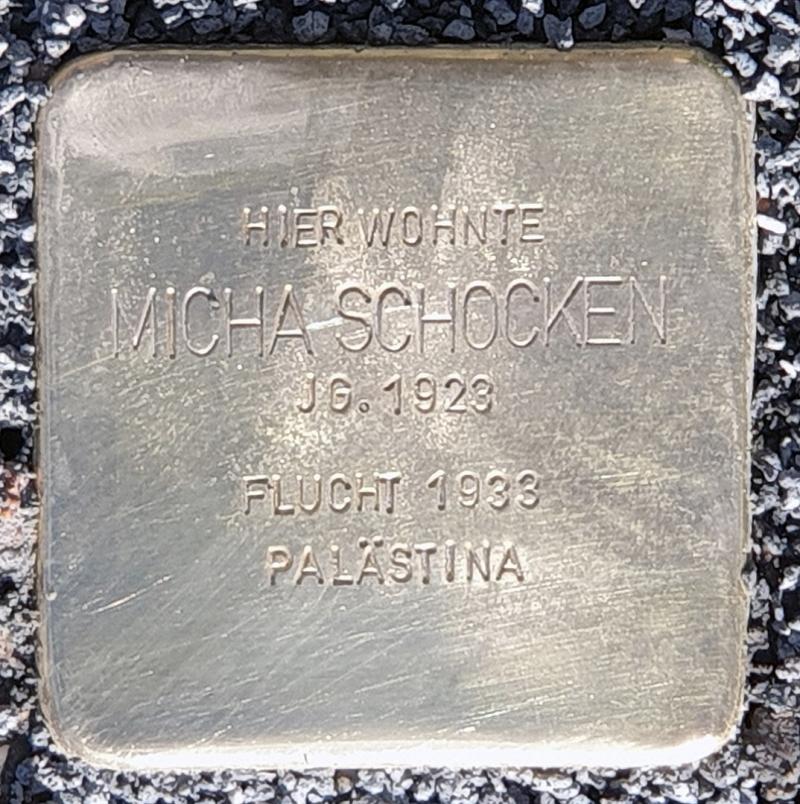 HIER WOHNTE
MICHA SCHOCKEN
JG. 1923
FLUCHT 1933
PALÄSTINA